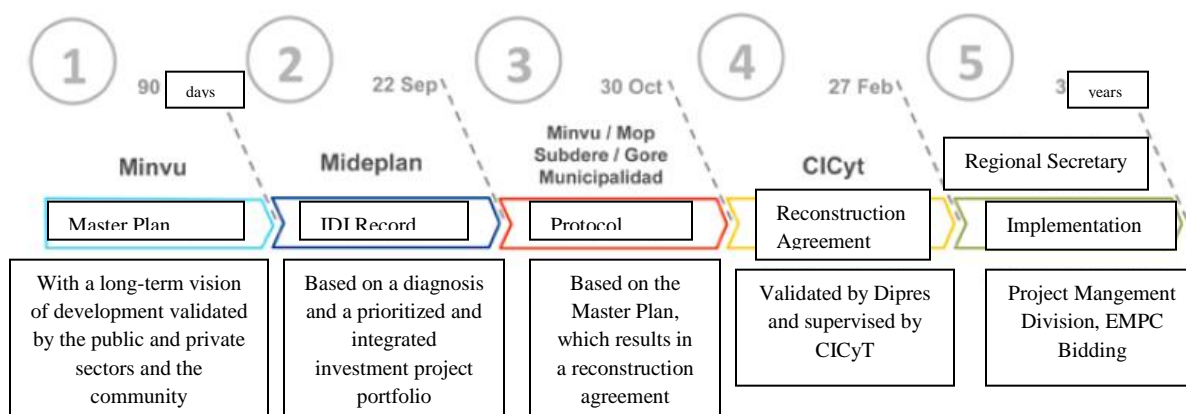 1
2
3
4
5
90 days
22 Sep
30 Oct
27 Feb
3 years
Minvu
Mideplan
Minvu / Mop
Subdere / Gore
Municipalidad
CICyt
Regional Secretary
Master Plan
IDI Record
Protocol
Reconstruction
Agreement
Implementation
With a long-term vision
of development validated
by the public and private
sectors and the
community
Based on a diagnosis
and a prioritized and
integrated
investment project
portfolio
Based on the
Master Plan,
which results in
a reconstruction
agreement
Validated by Dipres
and supervised by
CICyT
Project Mangement
Division, EMPC
Bidding